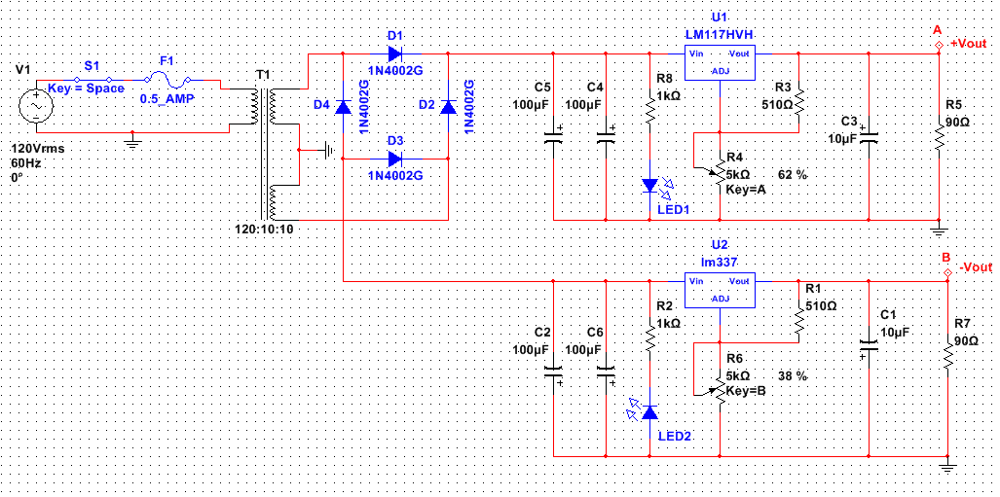 V1
120Vrms
60Hz
0°
S1
Key = Space
F1
0.5_AMP
T1
120:10:10
D1
1N4002G
D4
1N4002G
D2
1N4002G
D3
1N4002G
C5
100µF
C4
100µF
R8
1kΩ
LED1
U1
LM117HVH
Vin
Vout
ADJ
R3
510Ω
R4
5kΩ
Key=A
62 %
C3
10µF
A
+Vout
R5
90Ω
C2
100µF
C6
100µF
R2
1kΩ
LED2
U2
lm337
Vin
Vout
ADJ
R1
510Ω
R6
5kΩ
Key=B
38 %
C1
10µF
B
-Vout
R7
90Ω